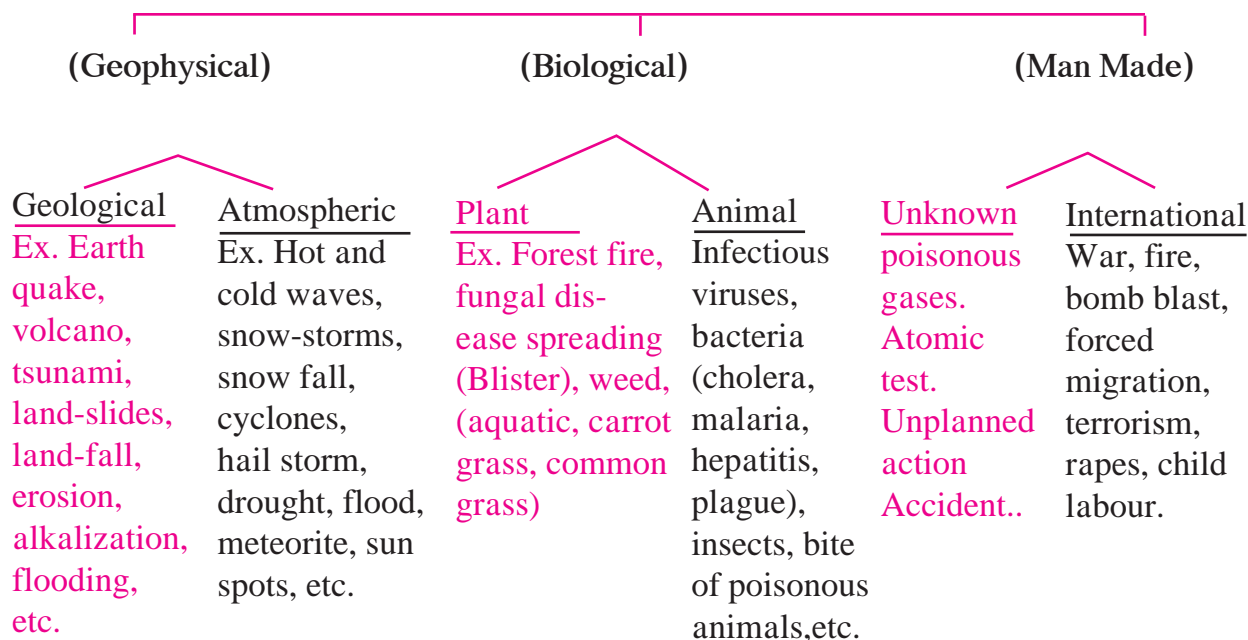 (Geophysical)
(Biological)
(Man Made)
Geological
Ex. Earth
quake,
volcano,
tsunami,
land-slides,
land-fall,
erosion,
alkalization,
flooding,
etc.
Atmospheric
Ex. Hot and
cold waves,
snow-storms,
snow fall,
cyclones,
hail storm,
drought, flood,
meteorite, sun
spots, etc.
Plant
Ex. Forest fire,
fungal dis-
ease spreading
(Blister), weed,
(aquatic, carrot
grass, common
grass)
Animal
Infectious
viruses,
bacteria
(cholera,
malaria,
hepatitis,
plague),
insects, bite
of poisonous
animals,etc.
Unknown
poisonous
gases.
Atomic
test.
Unplanned
action
Accident..
International
War, fire,
bomb blast,
forced
migration,
terrorism,
rapes, child
labour.